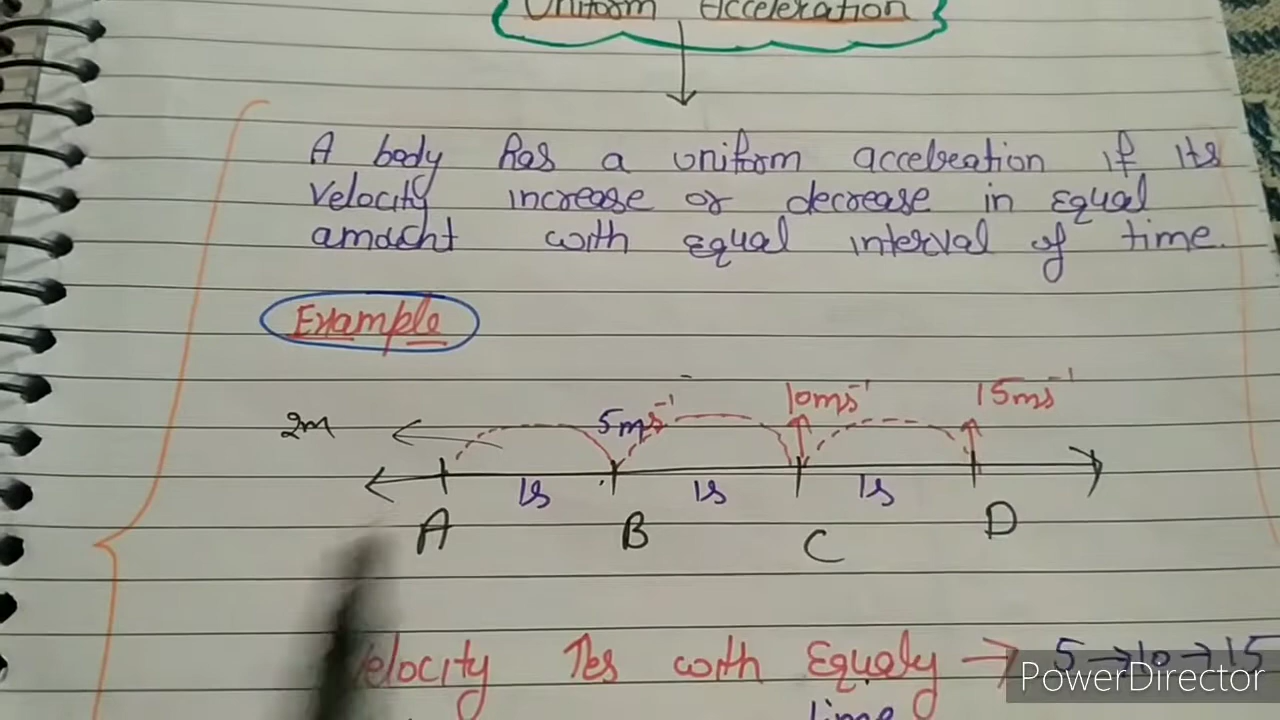 Uniform Acceleration
A body has a uniform accelreation if its
velocity increase or decrease in equal
amount with equal interval of time.
Example
2m 5ms⁻¹ 10ms⁻¹ 15ms⁻¹
1s 1s 1s
A B C D
velocity ↑es with Equaly → 5→10→15
time
PowerDirector